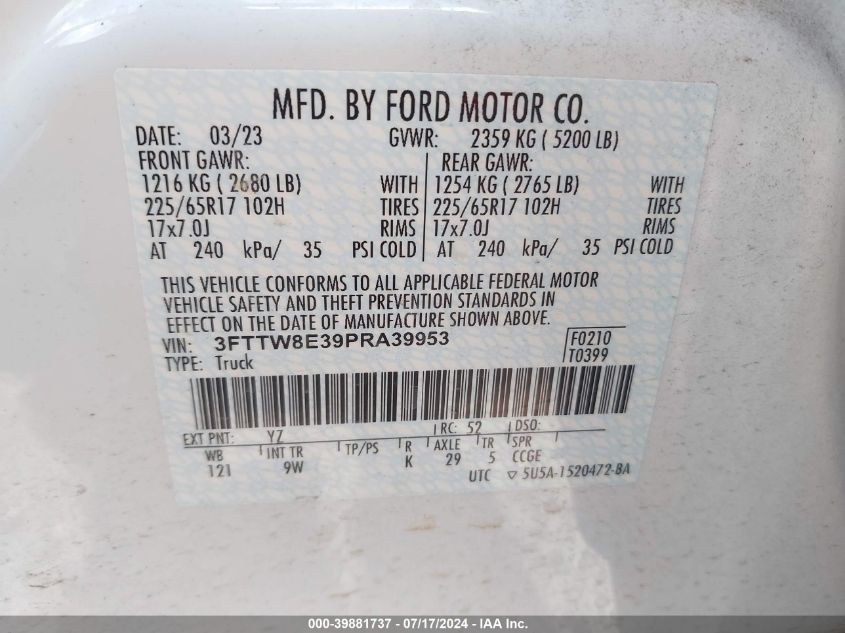 MFD. BY FORD MOTOR CO.
DATE: 03/23 GVWR: 2359 KG ( 5200 LB)
FRONT GAWR: REAR GAWR:
1216 KG ( 2680 LB) WITH 1254 KG ( 2765 LB) WITH
225/65R17 102H TIRES 225/65R17 102H TIRES
17x7.0J RIMS 17x7.0J RIMS
AT 240 kPa/ 35 PSI COLD AT 240 kPa/ 35 PSI COLD
THIS VEHICLE CONFORMS TO ALL APPLICABLE FEDERAL MOTOR
VEHICLE SAFETY AND THEFT PREVENTION STANDARDS IN
EFFECT ON THE DATE OF MANUFACTURE SHOWN ABOVE.
VIN: 3FTTW8E39PRA39953 F0210
TYPE: Truck T0399
EXT PNT: YZ RC: 52 DSO:
WB INT TR TP/PS R AXLE TR SPR
121 9W K 29 5 CCGE
UTC ▽ 5U5A-1520472-BA
000-39881737 - 07/17/2024 - IAAI Inc.